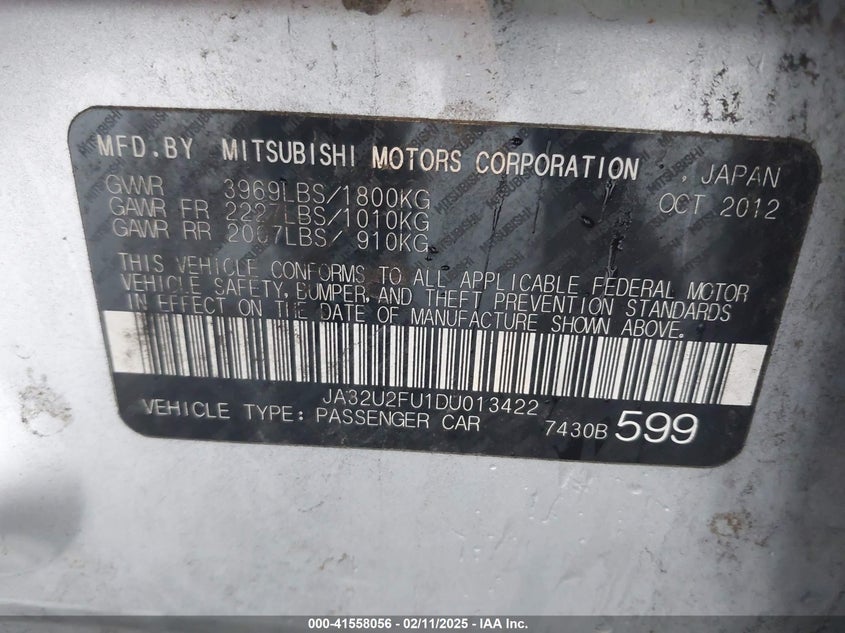 MFD.BY MITSUBISHI MOTORS CORPORATION , JAPAN
GVWR 3969LBS/1800KG OCT 2012
GAWR FR 2227LBS/1010KG
GAWR RR 2007LBS/ 910KG
THIS VEHICLE CONFORMS TO ALL APPLICABLE FEDERAL MOTOR
VEHICLE SAFETY, BUMPER, AND THEFT PREVENTION STANDARDS
IN EFFECT ON THE DATE OF MANUFACTURE SHOWN ABOVE.
JA32U2FU1DU013422
VEHICLE TYPE: PASSENGER CAR 7430B 599
000-41558056 - 02/11/2025 - IAA Inc.